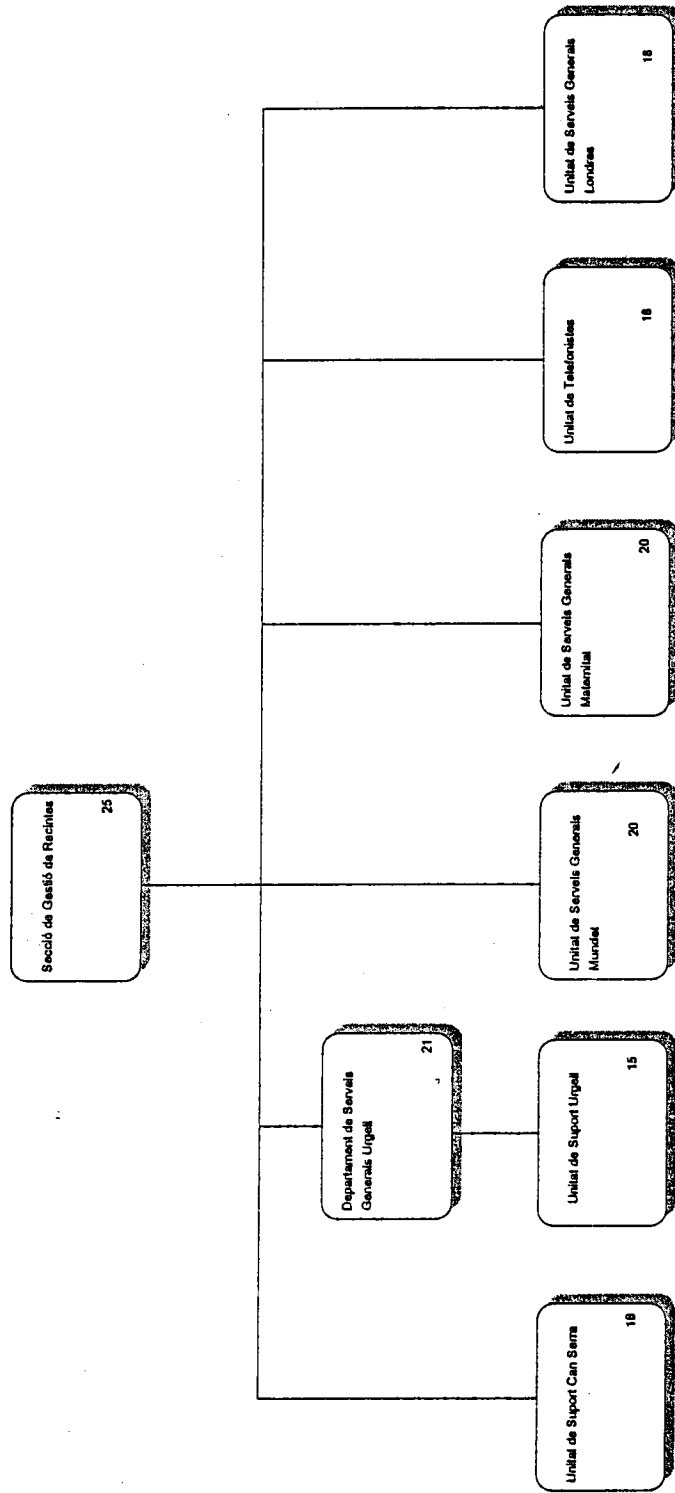 Secció de Gestió de Recintes
25
Departament de Serveis
Generals Urgell
21
Unitat de Suport Can Serra
18
Unitat de Suport Urgell
15
Unitat de Serveis Generals
Mundet
20
Unitat de Serveis Generals
Maternitat
20
Unitat de Telefonistes
18
Unitat de Serveis Generals
Londres
18